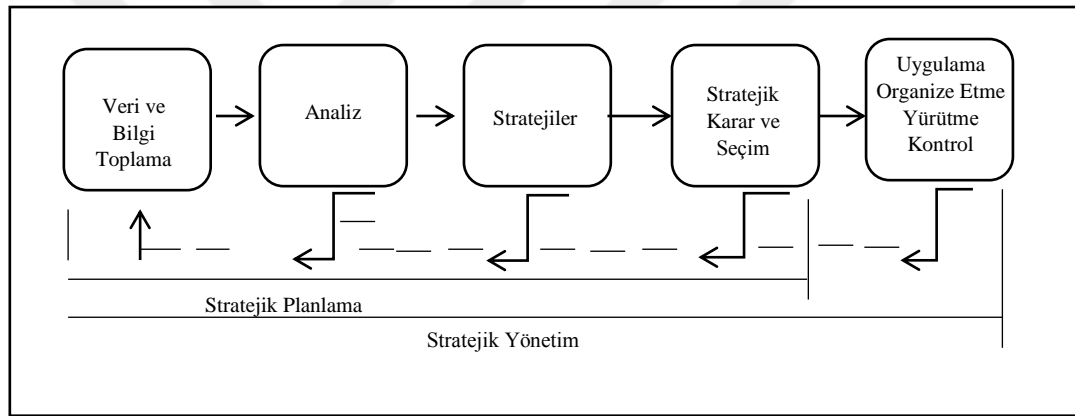 Veri ve
Bilgi
Toplama
Analiz
Stratejiler
Stratejik
Karar ve
Seçim
Uygulama
Organize Etme
Yürütme
Kontrol
Stratejik Planlama
Stratejik Yönetim